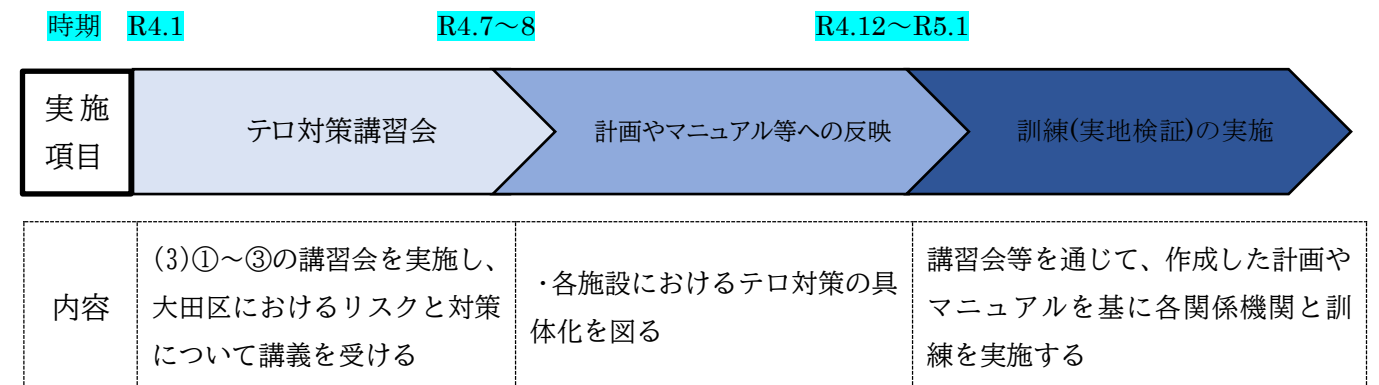 時期 R4.1 R4.7～8 R4.12～R5.1
実施
項目
テロ対策講習会
計画やマニュアル等への反映
訓練(実地検証)の実施
内容
(3)①～③の講習会を実施し、
大田区におけるリスクと対策
について講義を受ける
・各施設におけるテロ対策の具
体化を図る
講習会等を通じて、作成した計画や
マニュアルを基に各関係機関と訓
練を実施する